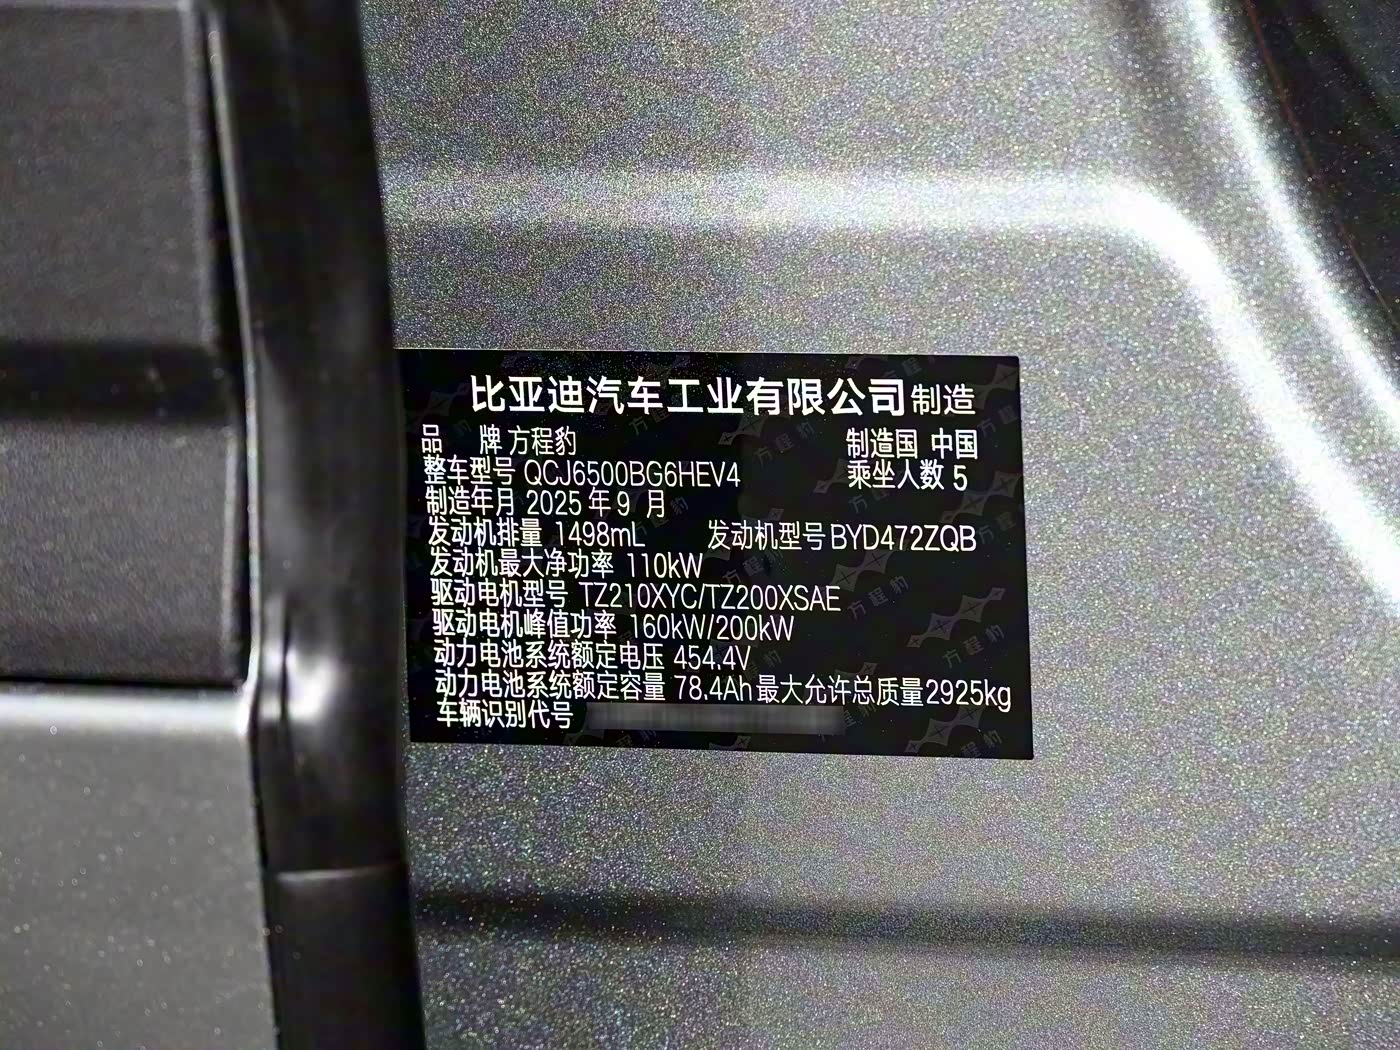 比亚迪汽车工业有限公司制造
品 牌 方程豹 制造国 中国
整车型号 QCJ6500BG6HEV4 乘坐人数 5
制造年月 2025 年 9 月
发动机排量 1498mL 发动机型号 BYD472ZQB
发动机最大净功率 110kW
驱动电机型号 TZ210XYC/TZ200XSAE
驱动电机峰值功率 160kW/200kW
动力电池系统额定电压 454.4V
动力电池系统额定容量 78.4Ah 最大允许总质量2925kg
车辆识别代号